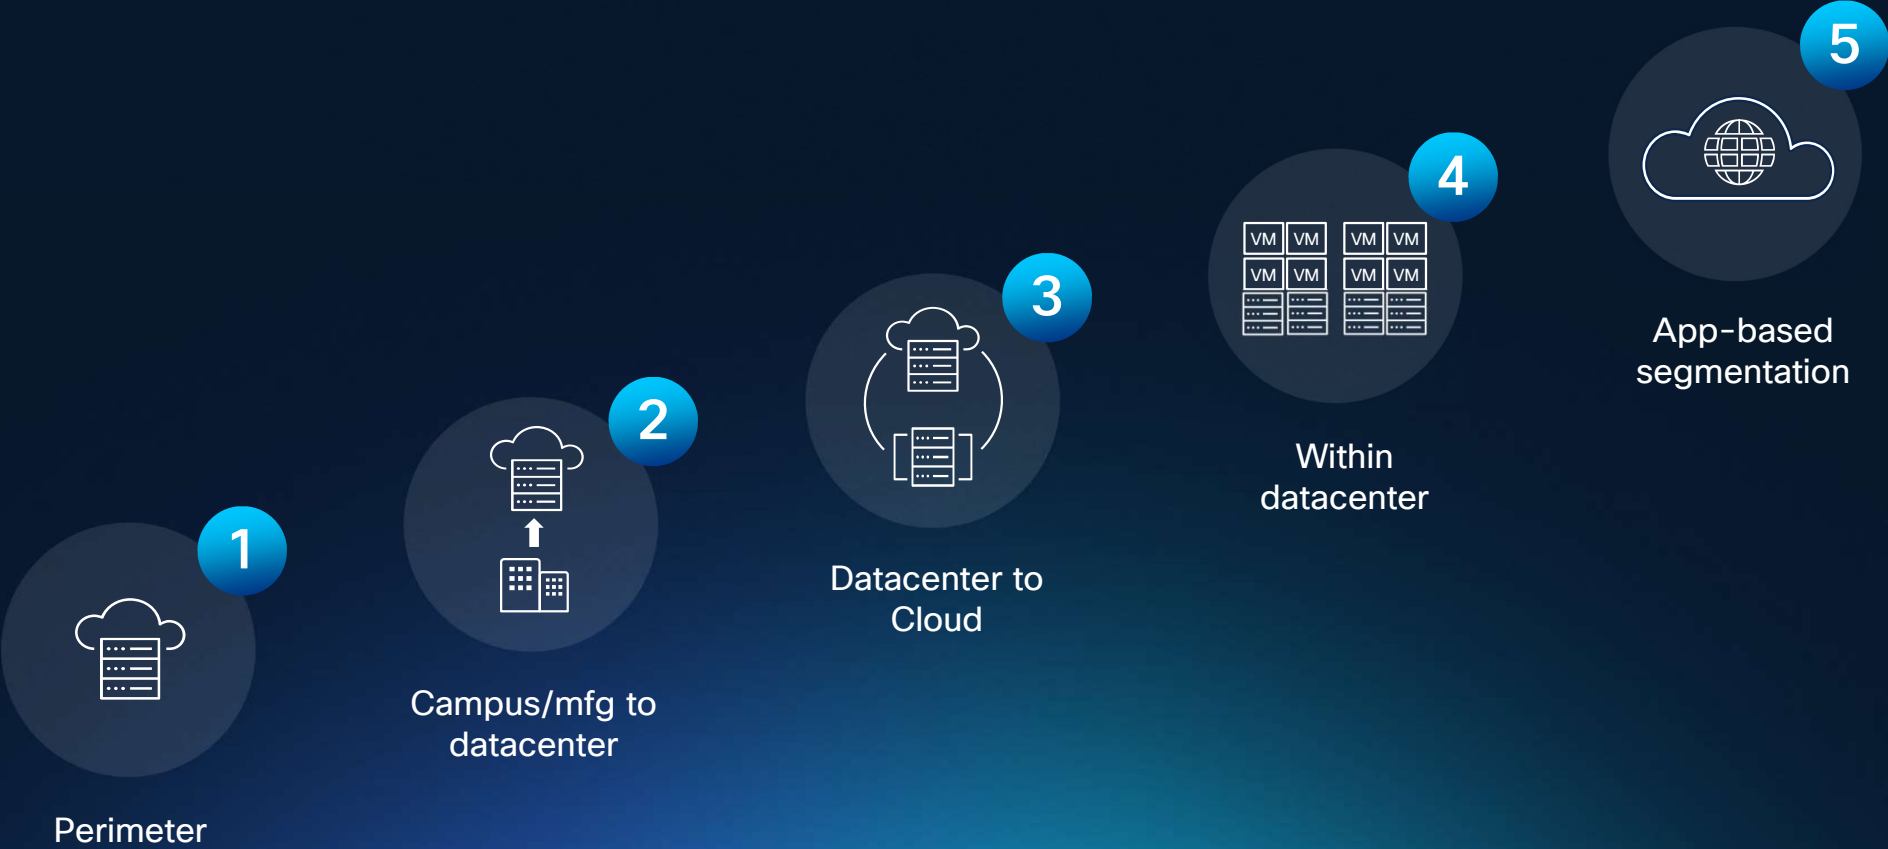 1
Perimeter
2
Campus/mfg to
datacenter
3
Datacenter to
Cloud
4
VM VM VM VM
VM VM VM VM
Within
datacenter
5
App-based
segmentation